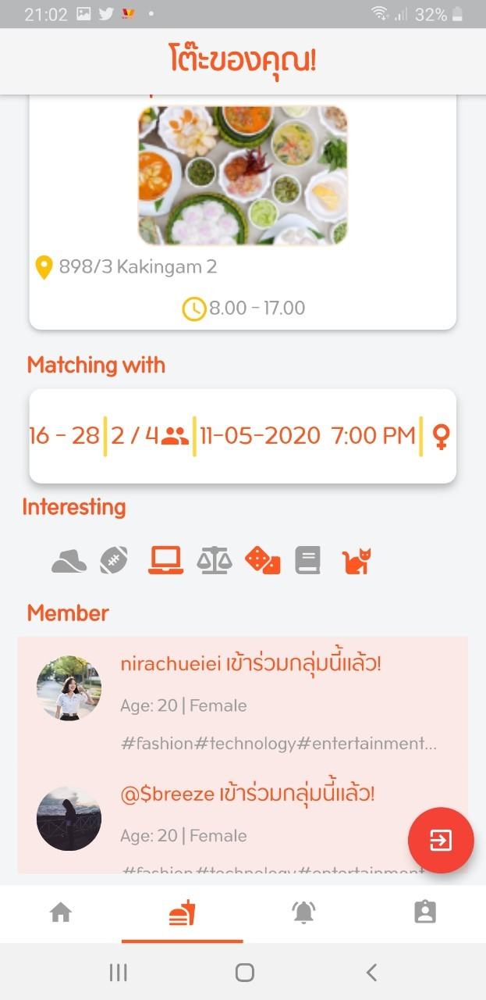 21:02
32%
โต๊ะของคุณ!
898/3 Kakingam 2
8.00 - 17.00
Matching with
16 - 28 2 / 4 11-05-2020 7:00 PM
Interesting
Member
nirachueiei เข้าร่วมกลุ่มนี้แล้ว!
Age: 20 | Female
#fashion#technology#entertainment...
@$breeze เข้าร่วมกลุ่มนี้แล้ว!
Age: 20 | Female
#fashion#technology#entertainment